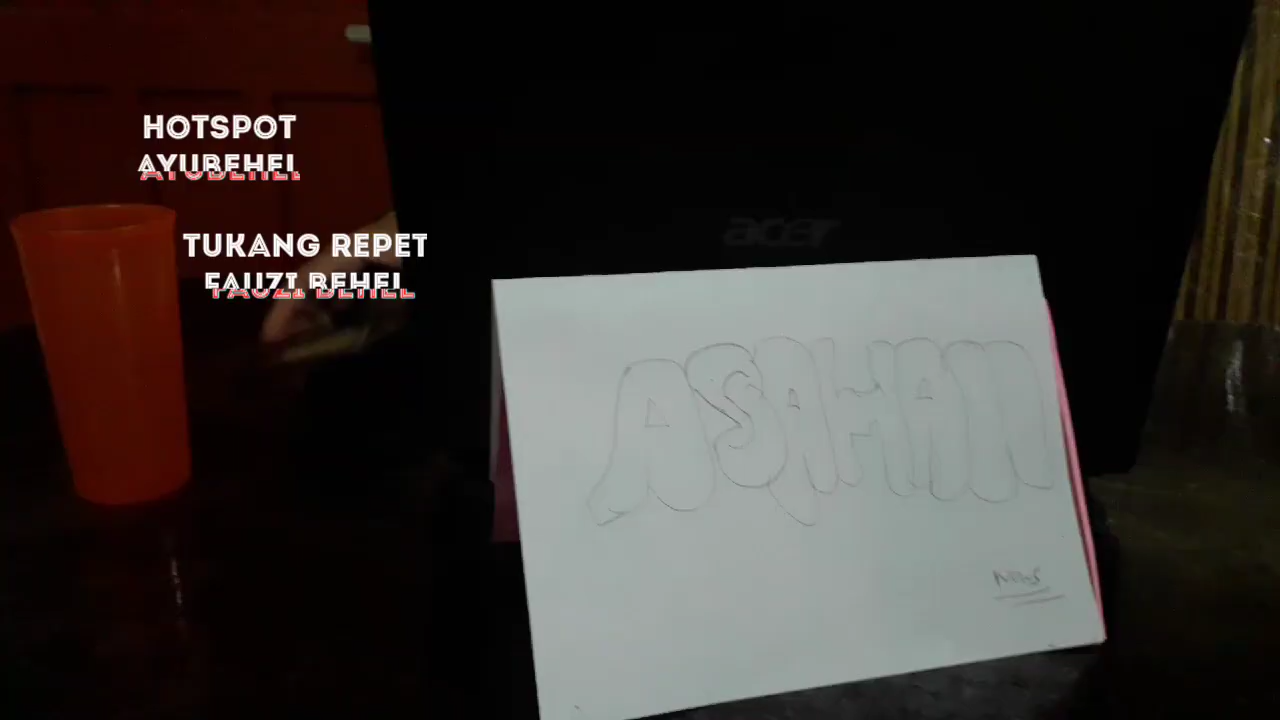 HOTSPOT
AYUBEHEL
TUKANG REPET
FAUZI BEHEL
acer
ASAHAN